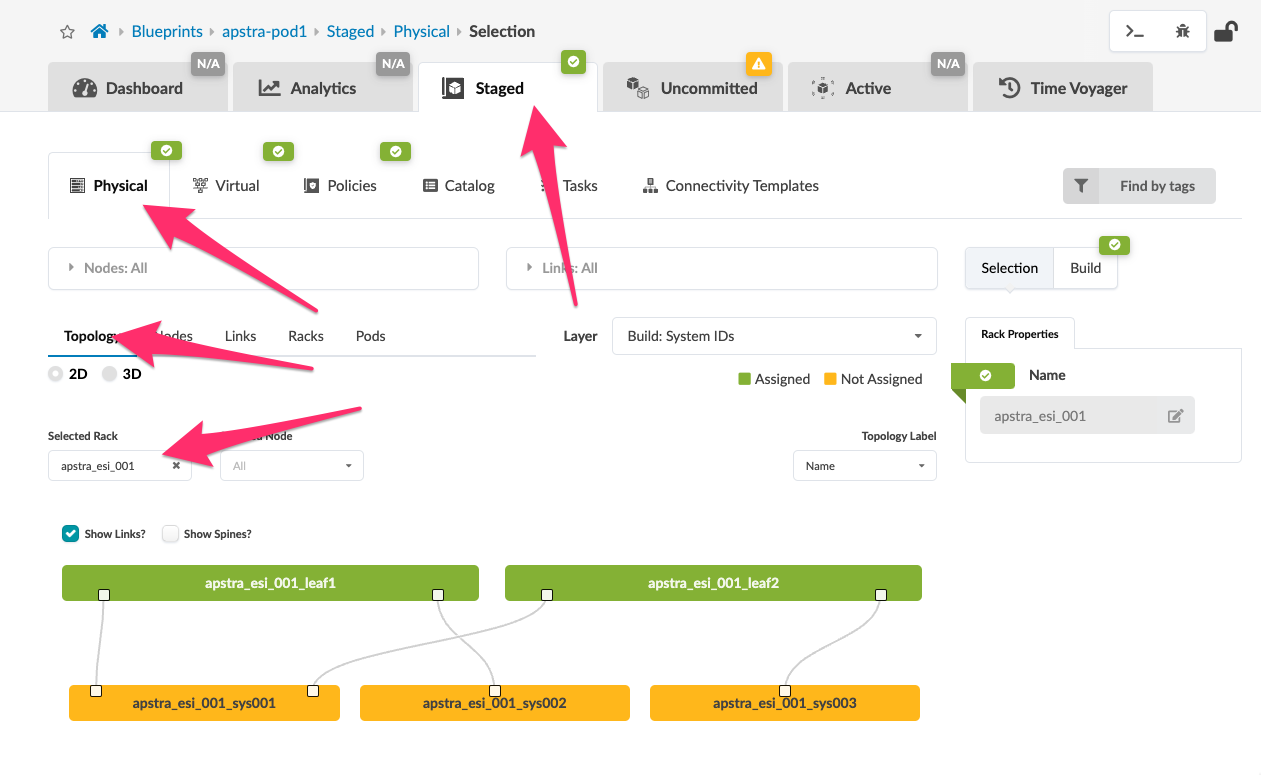 Blueprints apstra-pod1 Staged Physical Selection
N/A N/A N/A
Dashboard Analytics Staged Uncommitted Active Time Voyager
Physical Virtual Policies Catalog Tasks Connectivity Templates Find by tags
Nodes: All Links: All Selection Build
Topology Links Racks Pods Layer Build: System IDs Rack Properties
2D 3D Assigned Not Assigned Name
apstra_esi_001
Selected Rack Node Topology Label
apstra_esi_001 All Name
Show Links? Show Spines?
apstra_esi_001_leaf1 apstra_esi_001_leaf2
apstra_esi_001_sys001 apstra_esi_001_sys002 apstra_esi_001_sys003